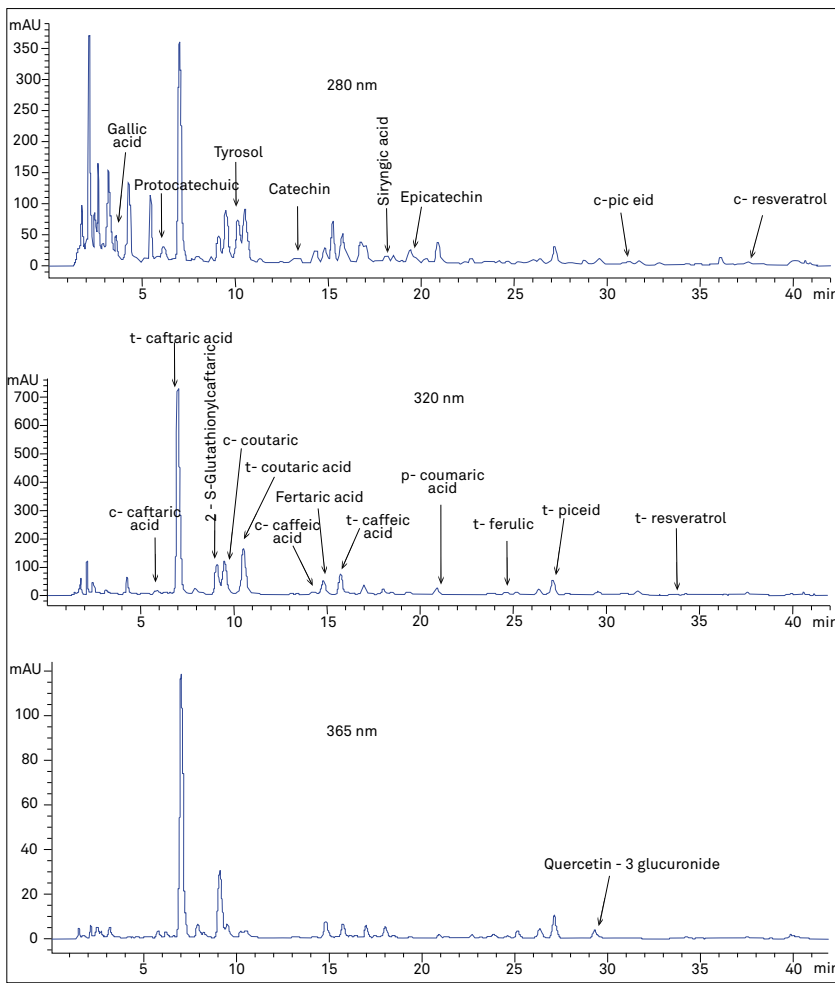 mAU
280 nm
350
300
250
200
150
100
50
0
Gallic
acid
Protocatechuic
Tyrosol
Catechin
Siryngic acid
Epicatechin
c-pic eid
c- resveratrol
5
10
15
20
25
30
35
40
min
t- caftaric acid
mAU
320 nm
700
600
500
400
300
200
100
0
c- caftaric
acid
2 - S-Glutathionylcaftaric
c- coutaric
t- coutaric acid
c- caffeic
acid
Fertaric acid
t- caffeic
acid
p- coumaric
acid
t- ferulic
t- piceid
t- resveratrol
5
10
15
20
25
30
35
40
min
mAU
365 nm
100
80
60
40
20
0
Quercetin - 3 glucuronide
5
10
15
20
25
30
35
40
min